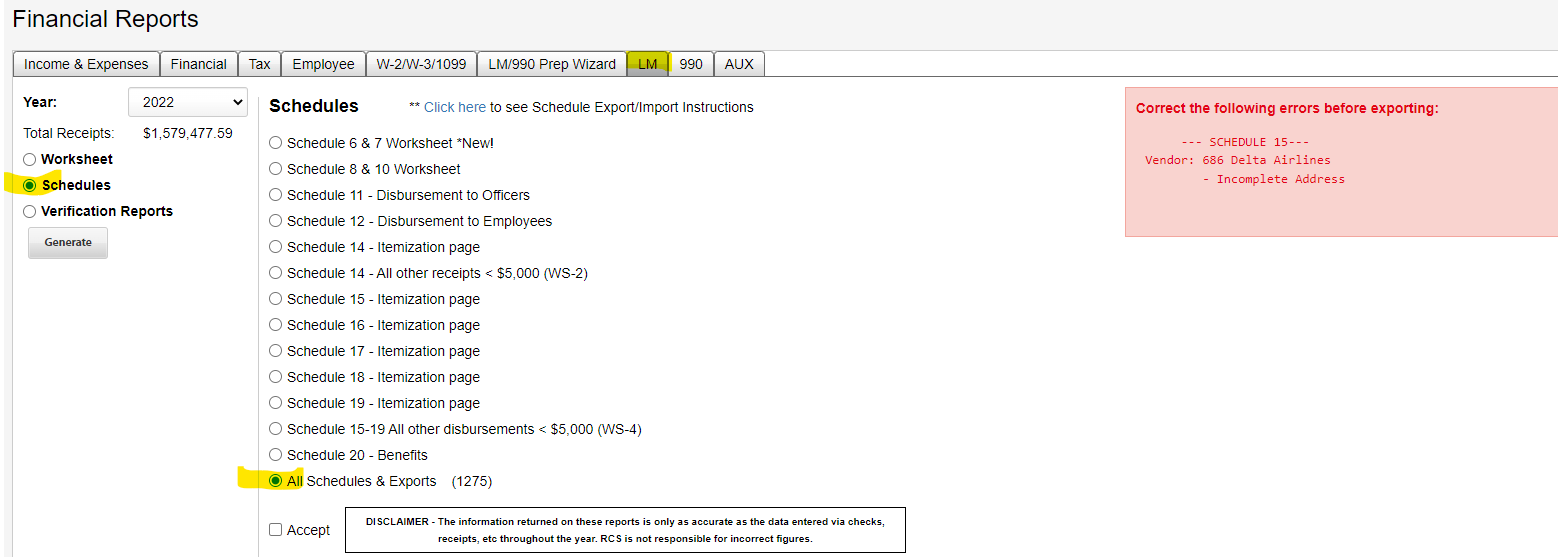 Financial Reports
Income & Expenses Financial Tax Employee W-2/W-3/1099 LM/990 Prep Wizard LM 990 AUX
Year: 2022
Total Receipts: $1,579,477.59
Worksheet
Schedules
Verification Reports
Generate
Schedules ** Click here to see Schedule Export/Import Instructions
Schedule 6 & 7 Worksheet *New!
Schedule 8 & 10 Worksheet
Schedule 11 - Disbursement to Officers
Schedule 12 - Disbursement to Employees
Schedule 14 - Itemization page
Schedule 14 - All other receipts < $5,000 (WS-2)
Schedule 15 - Itemization page
Schedule 16 - Itemization page
Schedule 17 - Itemization page
Schedule 18 - Itemization page
Schedule 19 - Itemization page
Schedule 15-19 All other disbursements < $5,000 (WS-4)
Schedule 20 - Benefits
All Schedules & Exports (1275)
Accept
DISCLAIMER - The information returned on these reports is only as accurate as the data entered via checks,
receipts, etc throughout the year. RCS is not responsible for incorrect figures.
Correct the following errors before exporting:
--- SCHEDULE 15---
Vendor: 686 Delta Airlines
- Incomplete Address